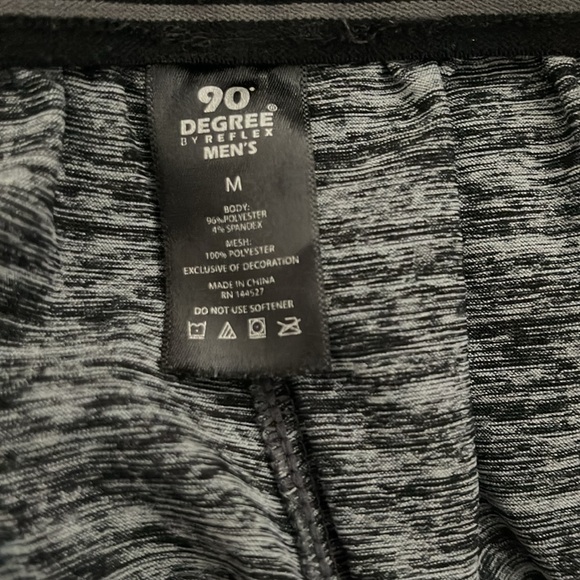 90°
DEGREE®
BY REFLEX
MEN'S
M
BODY:
96%POLYESTER
4% SPANDEX
MESH:
100% POLYESTER
EXCLUSIVE OF DECORATION
MADE IN CHINA
RN 144527
DO NOT USE SOFTENER